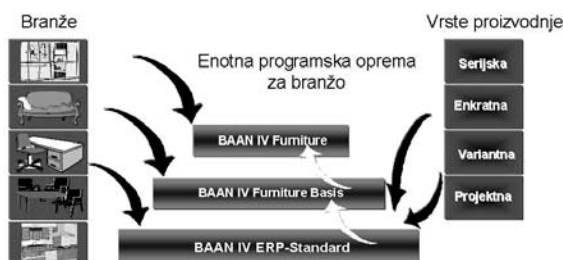 Branže
Vrste proizvodnje
Enotna programska oprema
za branžo
Serijska
Enkratna
Variantna
Projektna
BAAN IV Furniture
BAAN IV Furniture Basis
BAAN IV ERP-Standard